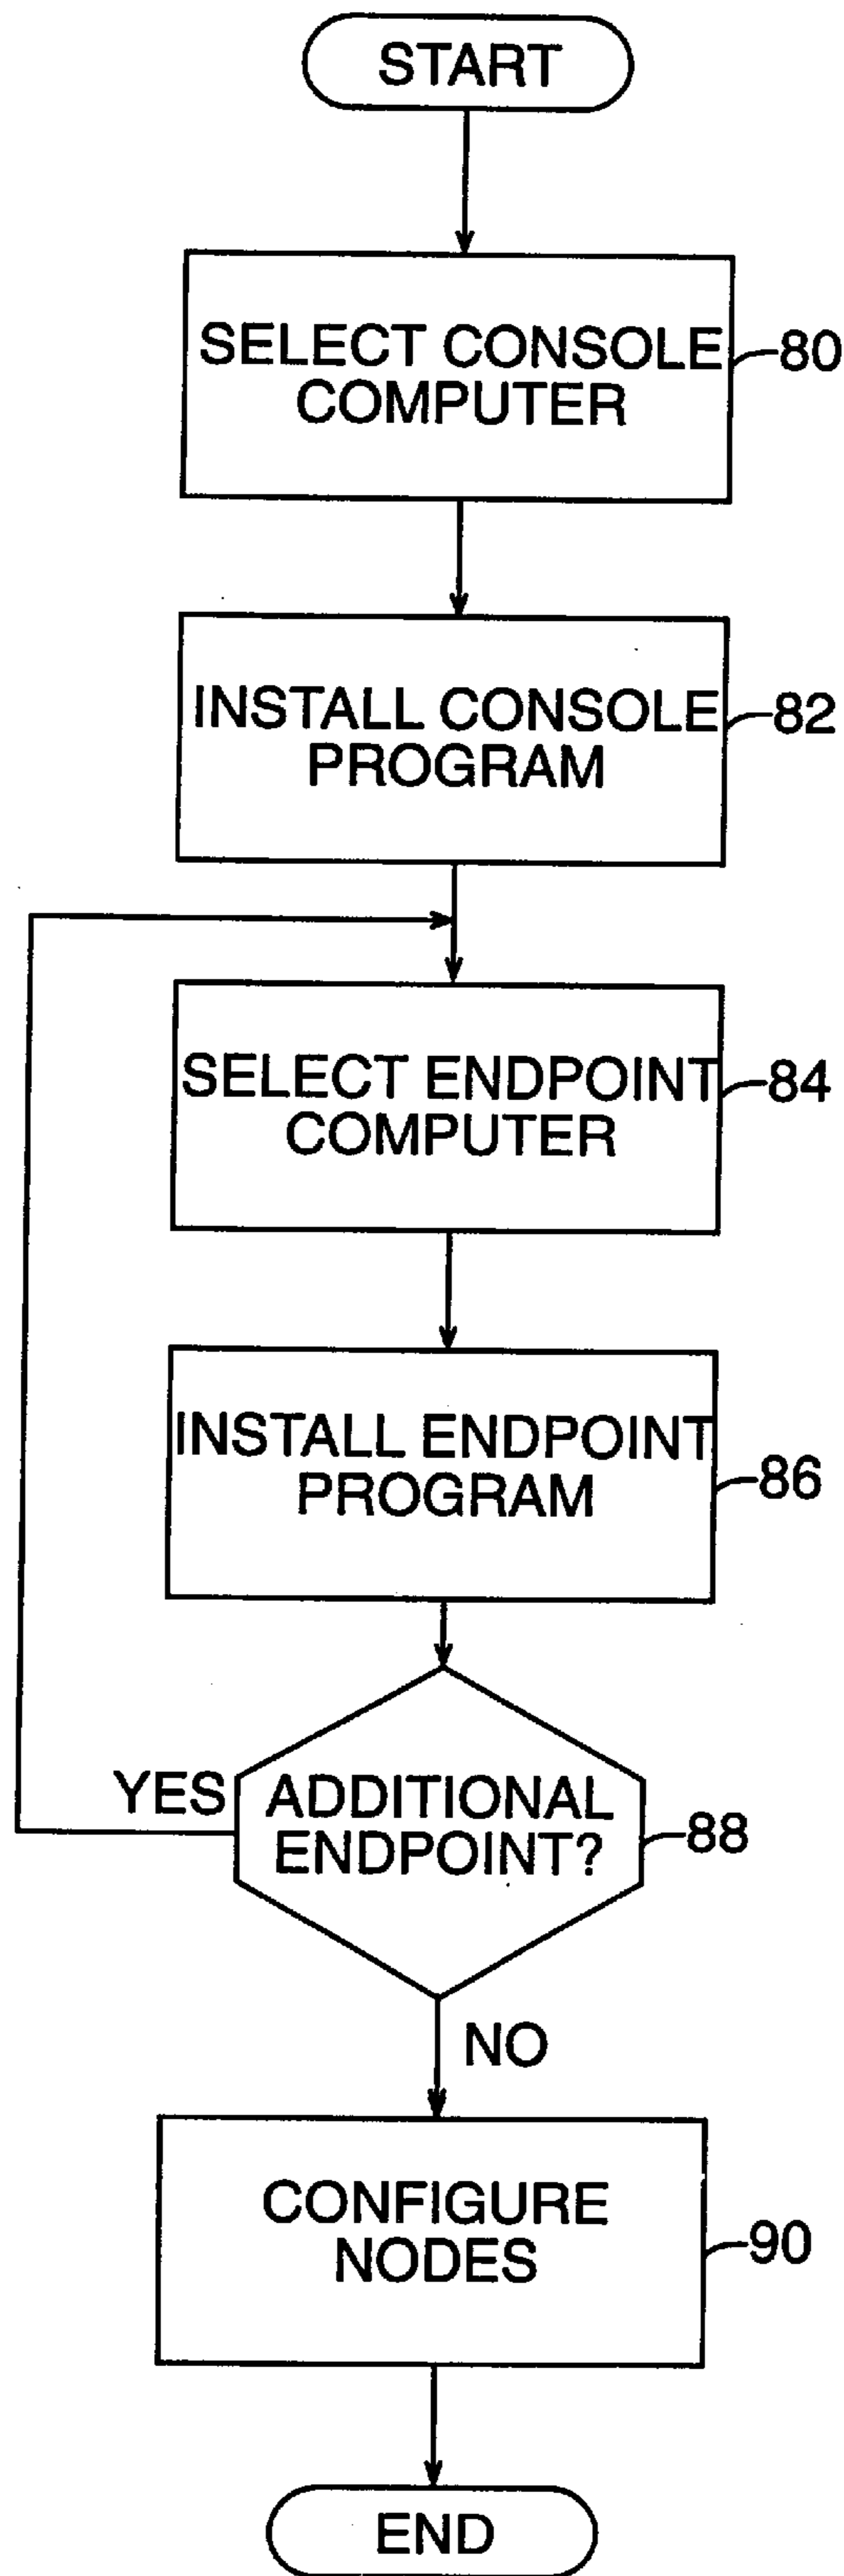 START
SELECT CONSOLE
COMPUTER
80
INSTALL CONSOLE
PROGRAM
82
SELECT ENDPOINT
COMPUTER
84
INSTALL ENDPOINT
PROGRAM
86
YES
ADDITIONAL
ENDPOINT?
88
NO
CONFIGURE
NODES
90
END